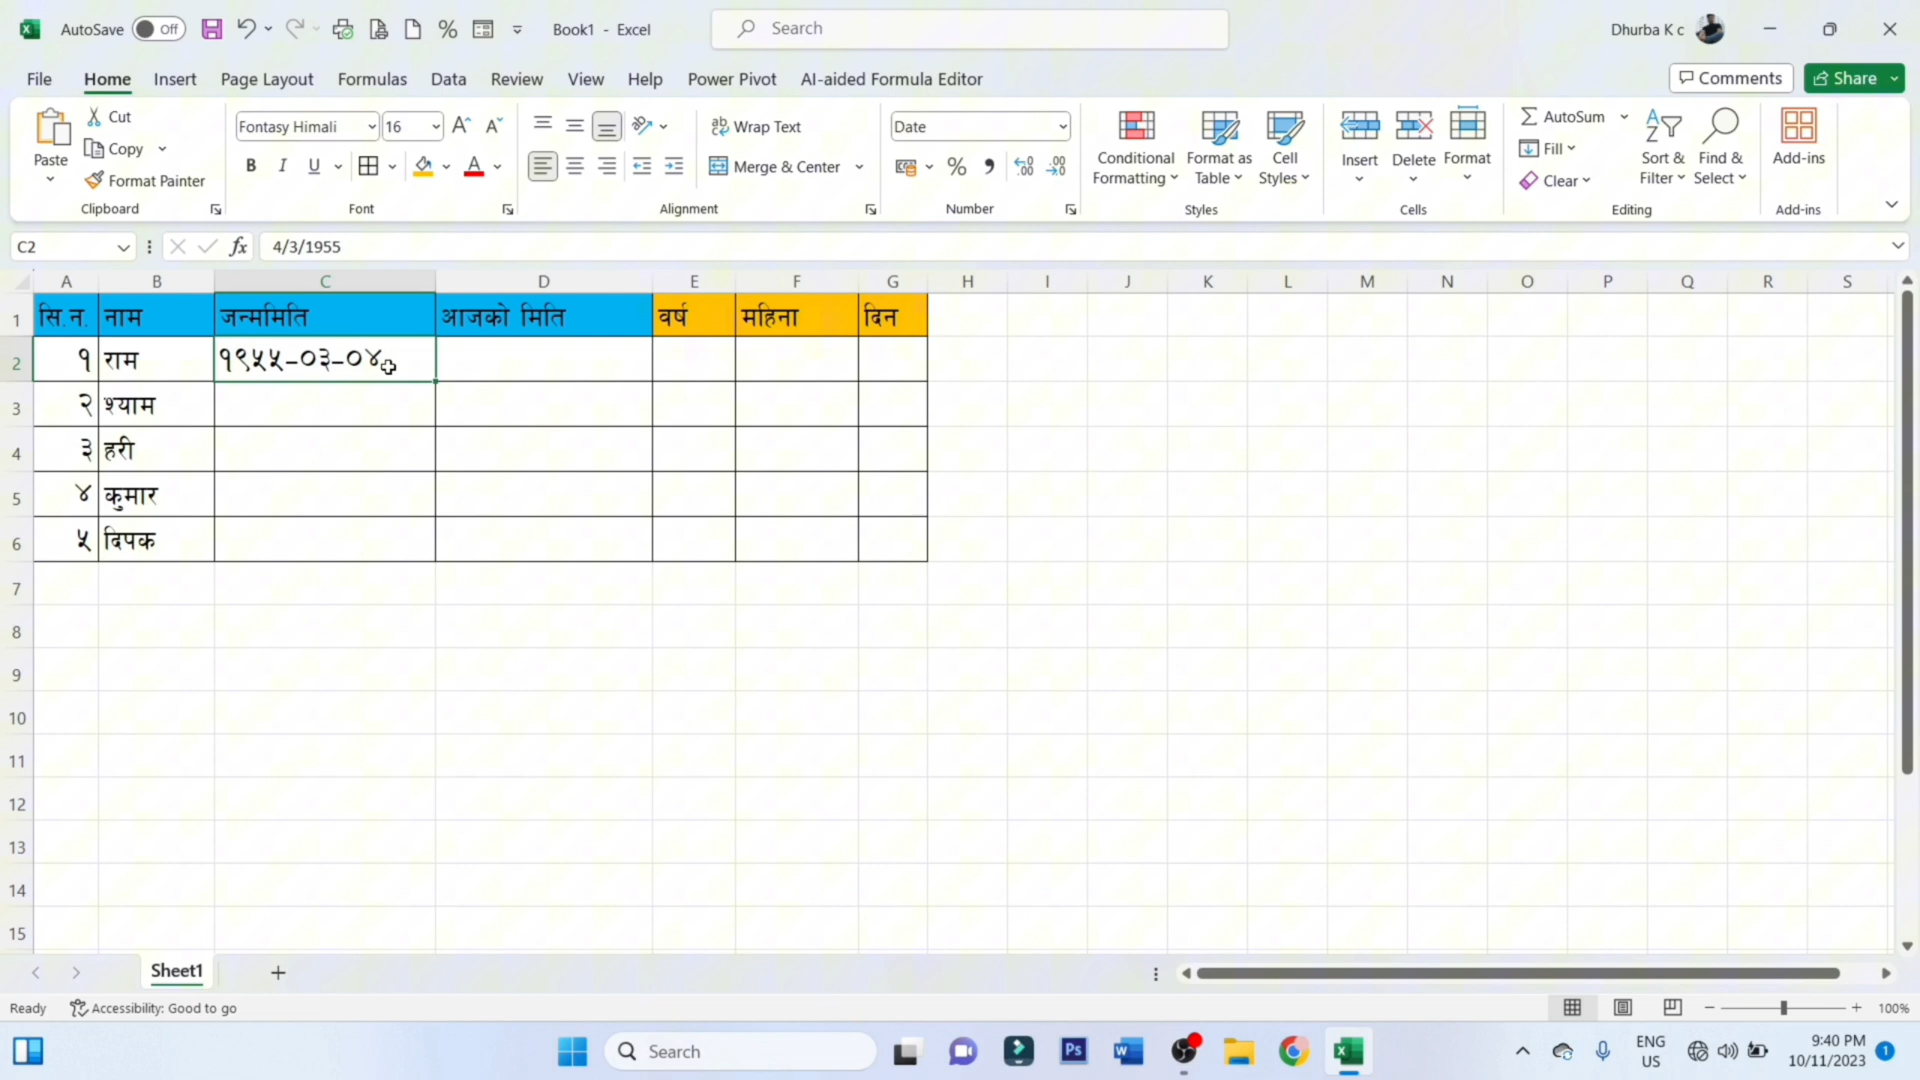 AutoSave Off Book1 - Excel Search Dhurba K c
File Home Insert Page Layout Formulas Data Review View Help Power Pivot AI-aided Formula Editor Comments Share
Paste Cut Copy Format Painter Clipboard
Fontasy Himali 16 B I U A Font
Wrap Text Merge & Center Alignment
Date % Number
Conditional Formatting Format as Table Cell Styles Styles
Insert Delete Format Cells
AutoSum Fill Clear Sort & Filter Find & Select Editing
Add-ins Add-ins
C2 fx 4/3/1955
A B C D E F G H I J K L M N O P Q R S
1 सि.न. नाम जन्ममिति आजको मिति वर्ष महिना दिन
2 १ राम १९५५-०३-०४
3 २ श्याम
4 ३ हरी
5 ४ कुमार
6 ५ दिपक
7
8
9
10
11
12
13
14
15
Sheet1
Ready Accessibility: Good to go 100%
Search Ps ENG US 9:40 PM 10/11/2023 1